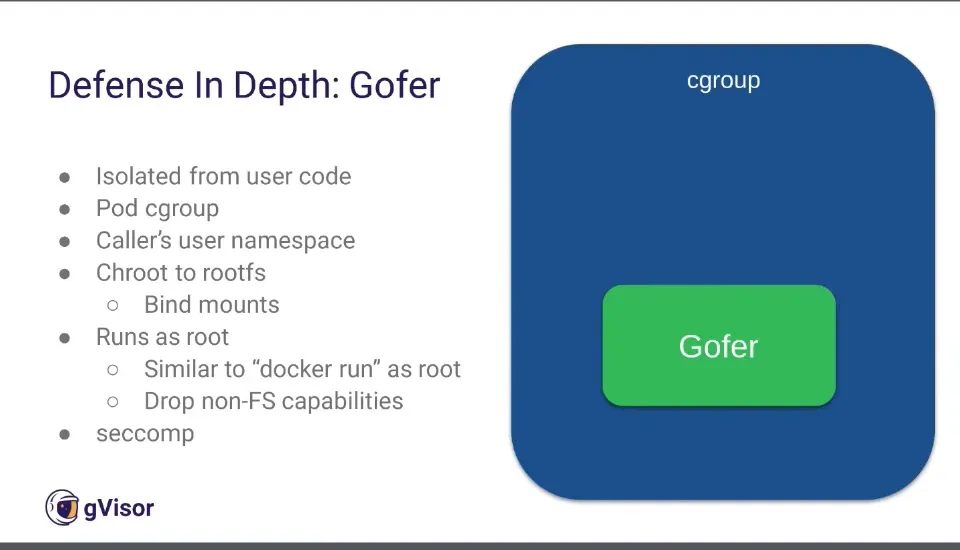 Defense In Depth: Gofer
● Isolated from user code
● Pod cgroup
● Caller’s user namespace
● Chroot to rootfs
○ Bind mounts
● Runs as root
○ Similar to “docker run” as root
○ Drop non-FS capabilities
● seccomp
cgroup
Gofer
gVisor